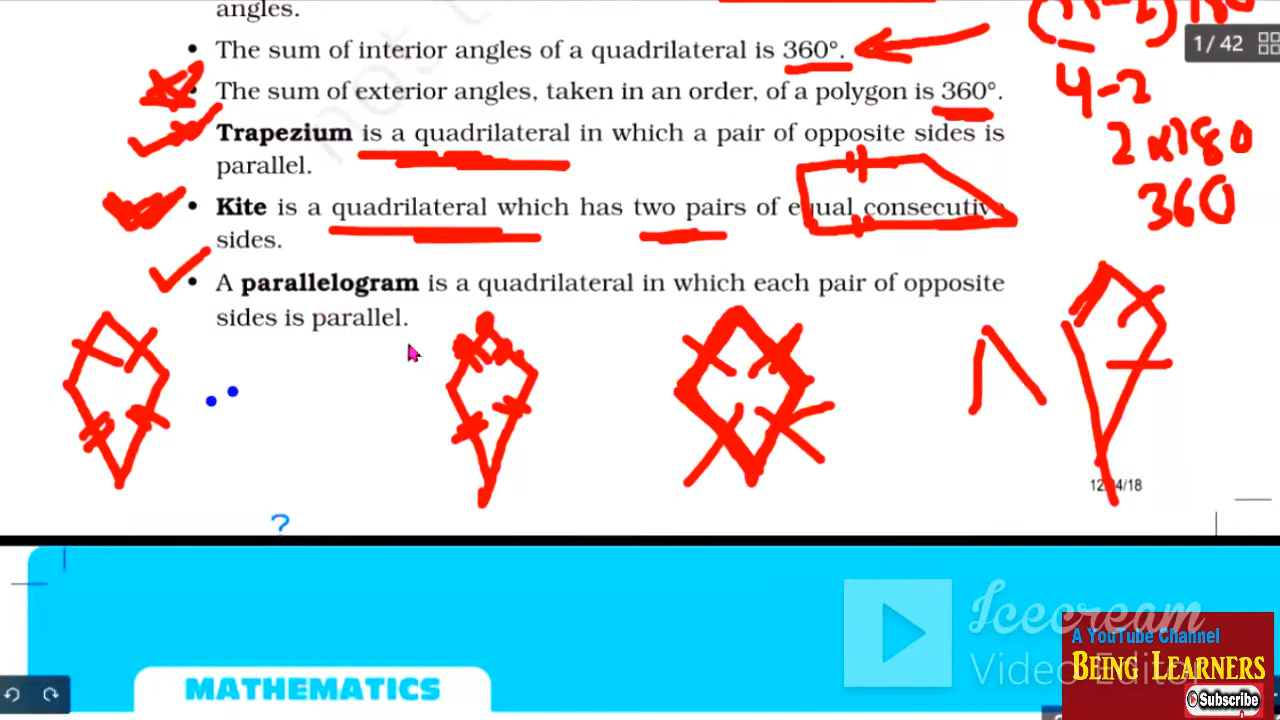 angles.
• The sum of interior angles of a quadrilateral is 360°.
1 / 42
• The sum of exterior angles, taken in an order, of a polygon is 360°.
4-2
Trapezium is a quadrilateral in which a pair of opposite sides is
2x180
parallel.
• Kite is a quadrilateral which has two pairs of equal consecutive
360
sides.
• A parallelogram is a quadrilateral in which each pair of opposite
sides is parallel.
?
Icecream
Video Editor
A YouTube Channel
BEING LEARNERS
Subscribe
MATHEMATICS